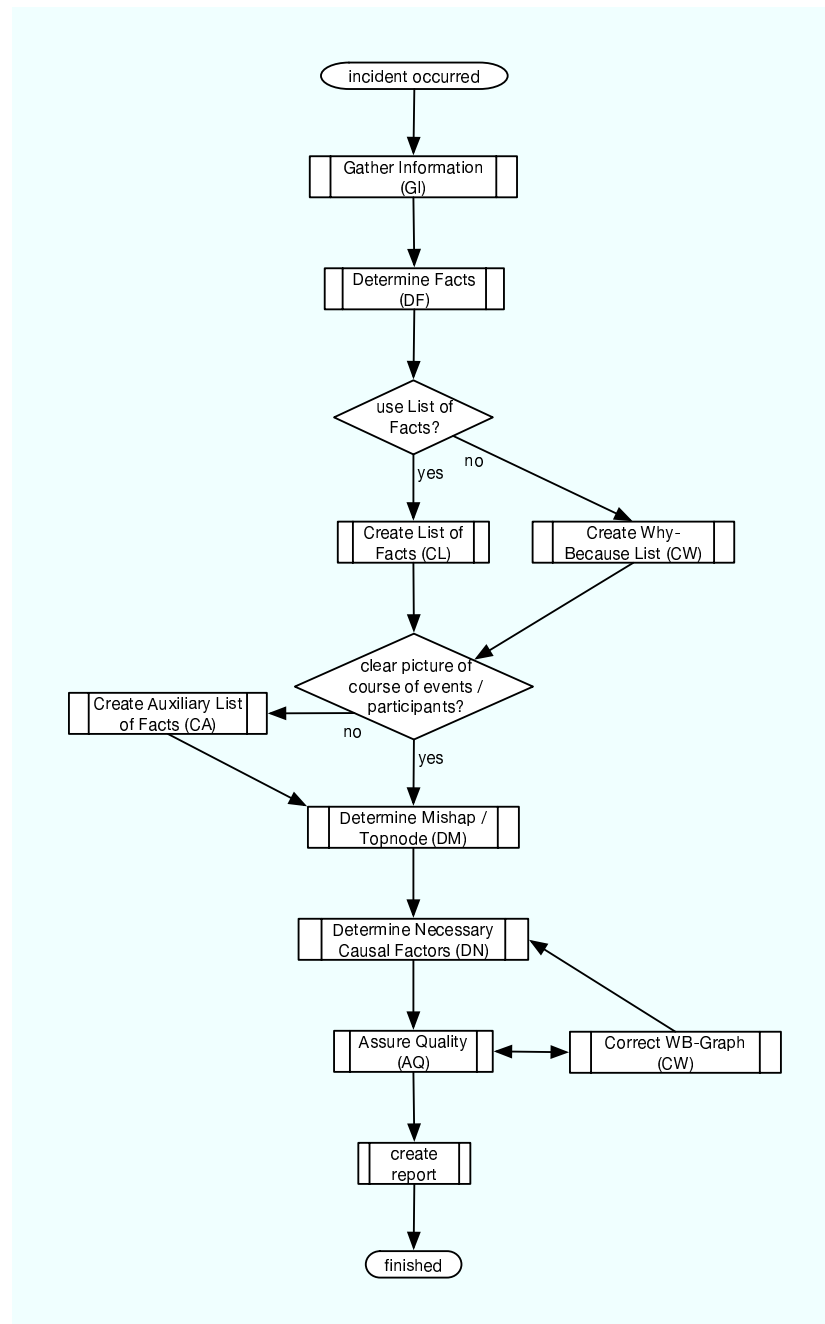 incident occurred
Gather Information
(GI)
Determine Facts
(DF)
use List of
Facts?
no
yes
Create List of
Facts (CL)
Create Why-
Because List (CW)
clear picture of
course of events /
participants?
Create Auxiliary List
of Facts (CA)
no
yes
Determine Mishap /
Topnode (DM)
Determine Necessary
Causal Factors (DN)
Assure Quality
(AQ)
Correct WB-Graph
(CW)
create
report
finished